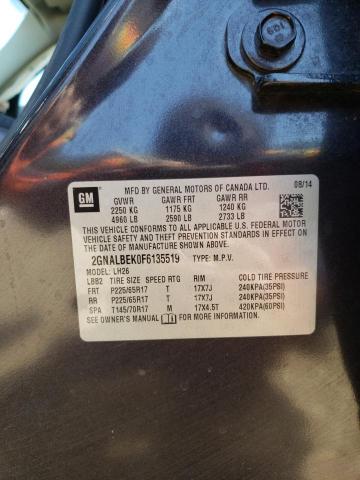 GM
MFD BY GENERAL MOTORS OF CANADA LTD. 08/14
GVWR GAWR FRT GAWR RR
2250 KG 1175 KG 1240 KG
4960 LB 2590 LB 2733 LB
THIS VEHICLE CONFORMS TO ALL APPLICABLE U.S. FEDERAL MOTOR
VEHICLE SAFETY, BUMPER, AND THEFT PREVENTION STANDARDS IN EFFECT ON
THE DATE OF MANUFACTURE SHOWN ABOVE.
2GNALBEK0F6135519 TYPE: M.P.V.
MODEL: LH26
LBB2 TIRE SIZE SPEED RTG RIM COLD TIRE PRESSURE
FRT P225/65R17 T 17X7J 240KPA(35PSI)
RR P225/65R17 T 17X7J 240KPA(35PSI)
SPA T145/70R17 M 17X4.5T 420KPA(60PSI)
SEE OWNER'S MANUAL FOR MORE INFORMATION.